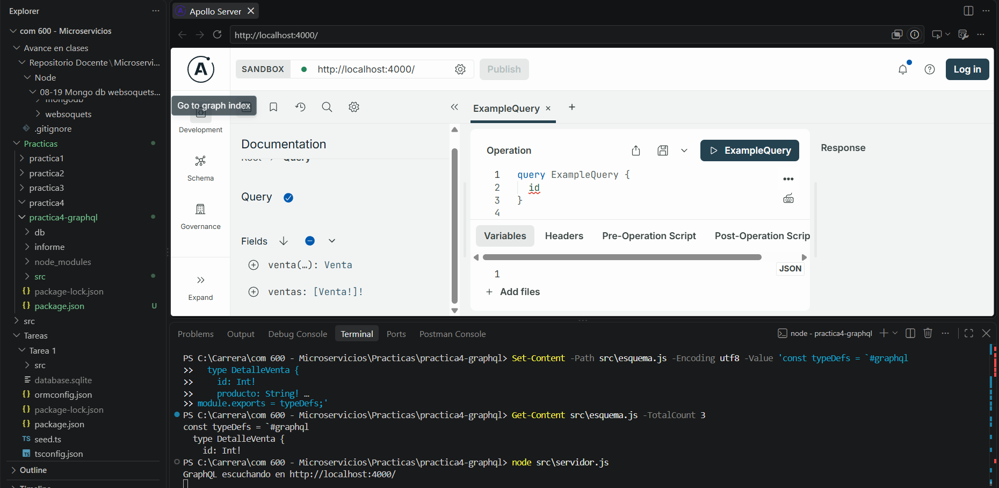 Explorer
com 600 - Microservicios
Avance en clases
Repositorio Docente\Microservi...
Node
08-19 Mongo db websoquets...
mongodb
websoquets
.gitignore
Practicas
practica1
practica2
practica3
practica4
practica4-graphql
db
informe
node_modules
src
package-lock.json
package.json U
src
Tareas
Tarea 1
src
database.sqlite
ormconfig.json
package-lock.json
package.json
TS seed.ts
TS tsconfig.json
Outline
Timeline
Apollo Server
http://localhost:4000/
SANDBOX http://localhost:4000/ Publish Log in
Go to graph index
Development
Schema
Governance
Expand
Documentation
Root > Query
Query
Fields
venta(…): Venta
ventas: [Venta!]!
ExampleQuery
Operation ExampleQuery
1 query ExampleQuery {
2 id
3 }
4
Variables Headers Pre-Operation Script Post-Operation Scrip
1 JSON
+ Add files
Response
Problems Output Debug Console Terminal Ports Postman Console node - practica4-graphql
PS C:\Carrera\com 600 - Microservicios\Practicas\practica4-graphql> Set-Content -Path src\esquema.js -Encoding utf8 -Value 'const typeDefs = `#graphql
>> type DetalleVenta {
>> id: Int!
>> producto: String! …
>> module.exports = typeDefs;'
PS C:\Carrera\com 600 - Microservicios\Practicas\practica4-graphql> Get-Content src\esquema.js -TotalCount 3
const typeDefs = `#graphql
type DetalleVenta {
id: Int!
PS C:\Carrera\com 600 - Microservicios\Practicas\practica4-graphql> node src\servidor.js
GraphQL escuchando en http://localhost:4000/